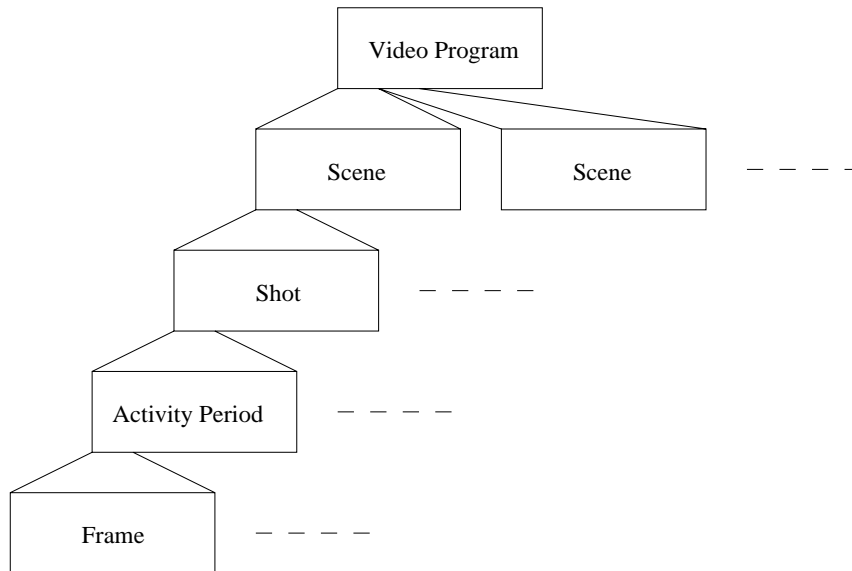 Video Program
Scene
Scene
Shot
Activity Period
Frame